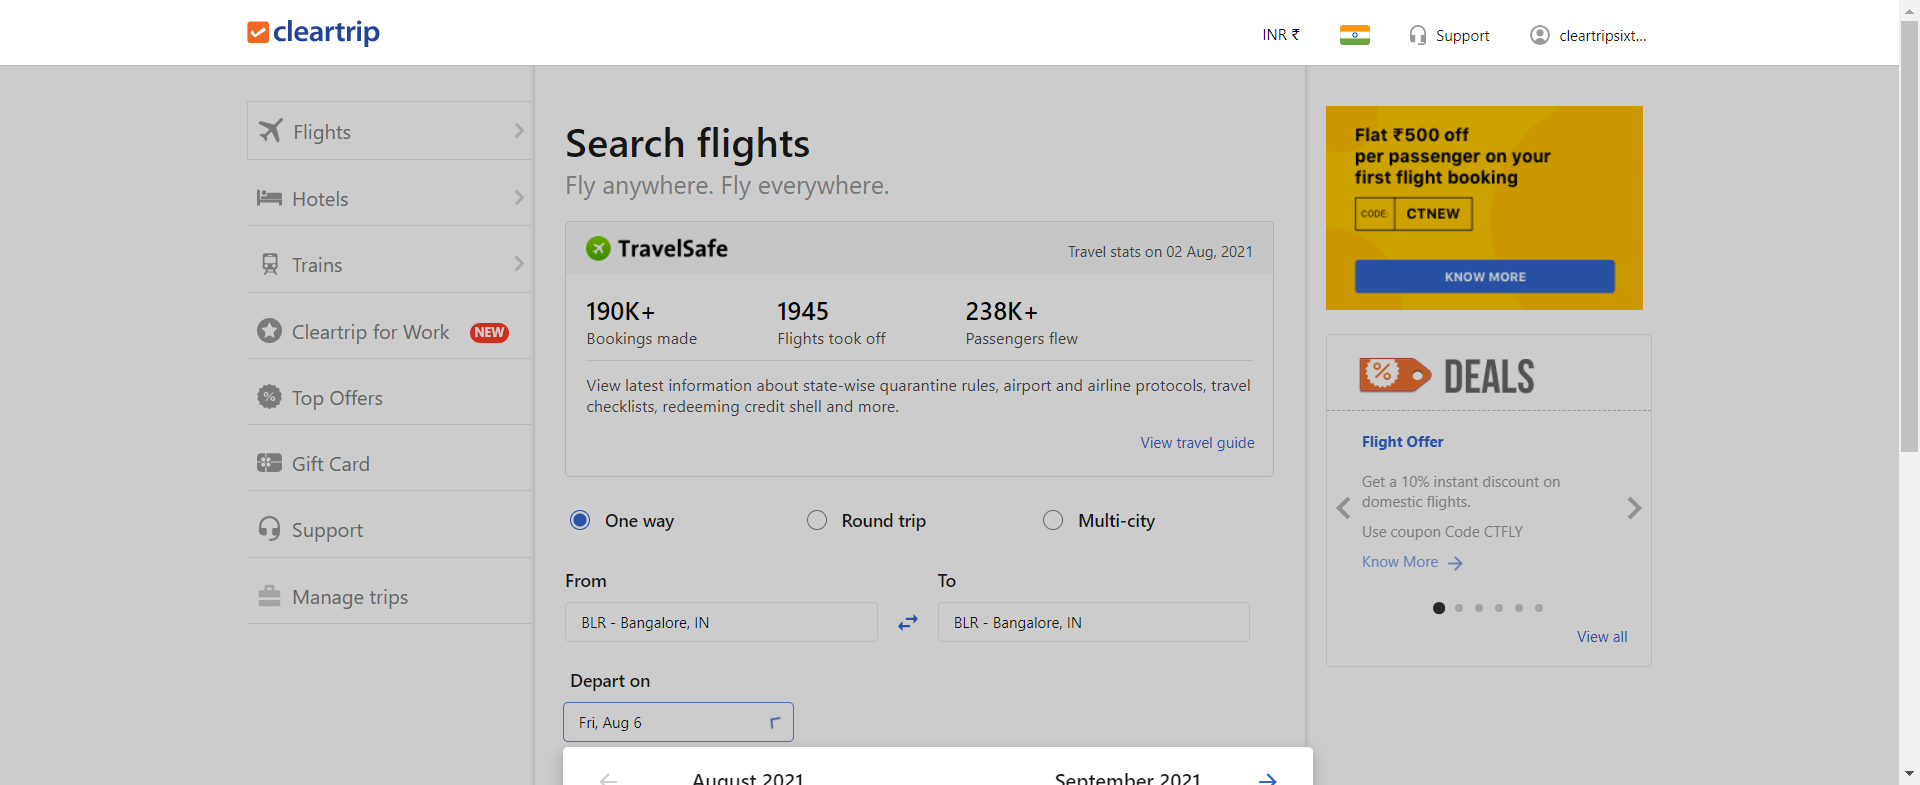 cleartrip
INR ₹
Support
cleartripsixt...
Flights
Hotels
Trains
Cleartrip for Work NEW
Top Offers
Gift Card
Support
Manage trips
Search flights
Fly anywhere. Fly everywhere.
TravelSafe
Travel stats on 02 Aug, 2021
190K+
Bookings made
1945
Flights took off
238K+
Passengers flew
View latest information about state-wise quarantine rules, airport and airline protocols, travel
checklists, redeeming credit shell and more.
View travel guide
One way
Round trip
Multi-city
From
BLR - Bangalore, IN
To
BLR - Bangalore, IN
Depart on
Fri, Aug 6
August 2021
September 2021
Flat ₹500 off
per passenger on your
first flight booking
CODE: CTNEW
KNOW MORE
% DEALS
Flight Offer
Get a 10% instant discount on
domestic flights.
Use coupon Code CTFLY
Know More
View all